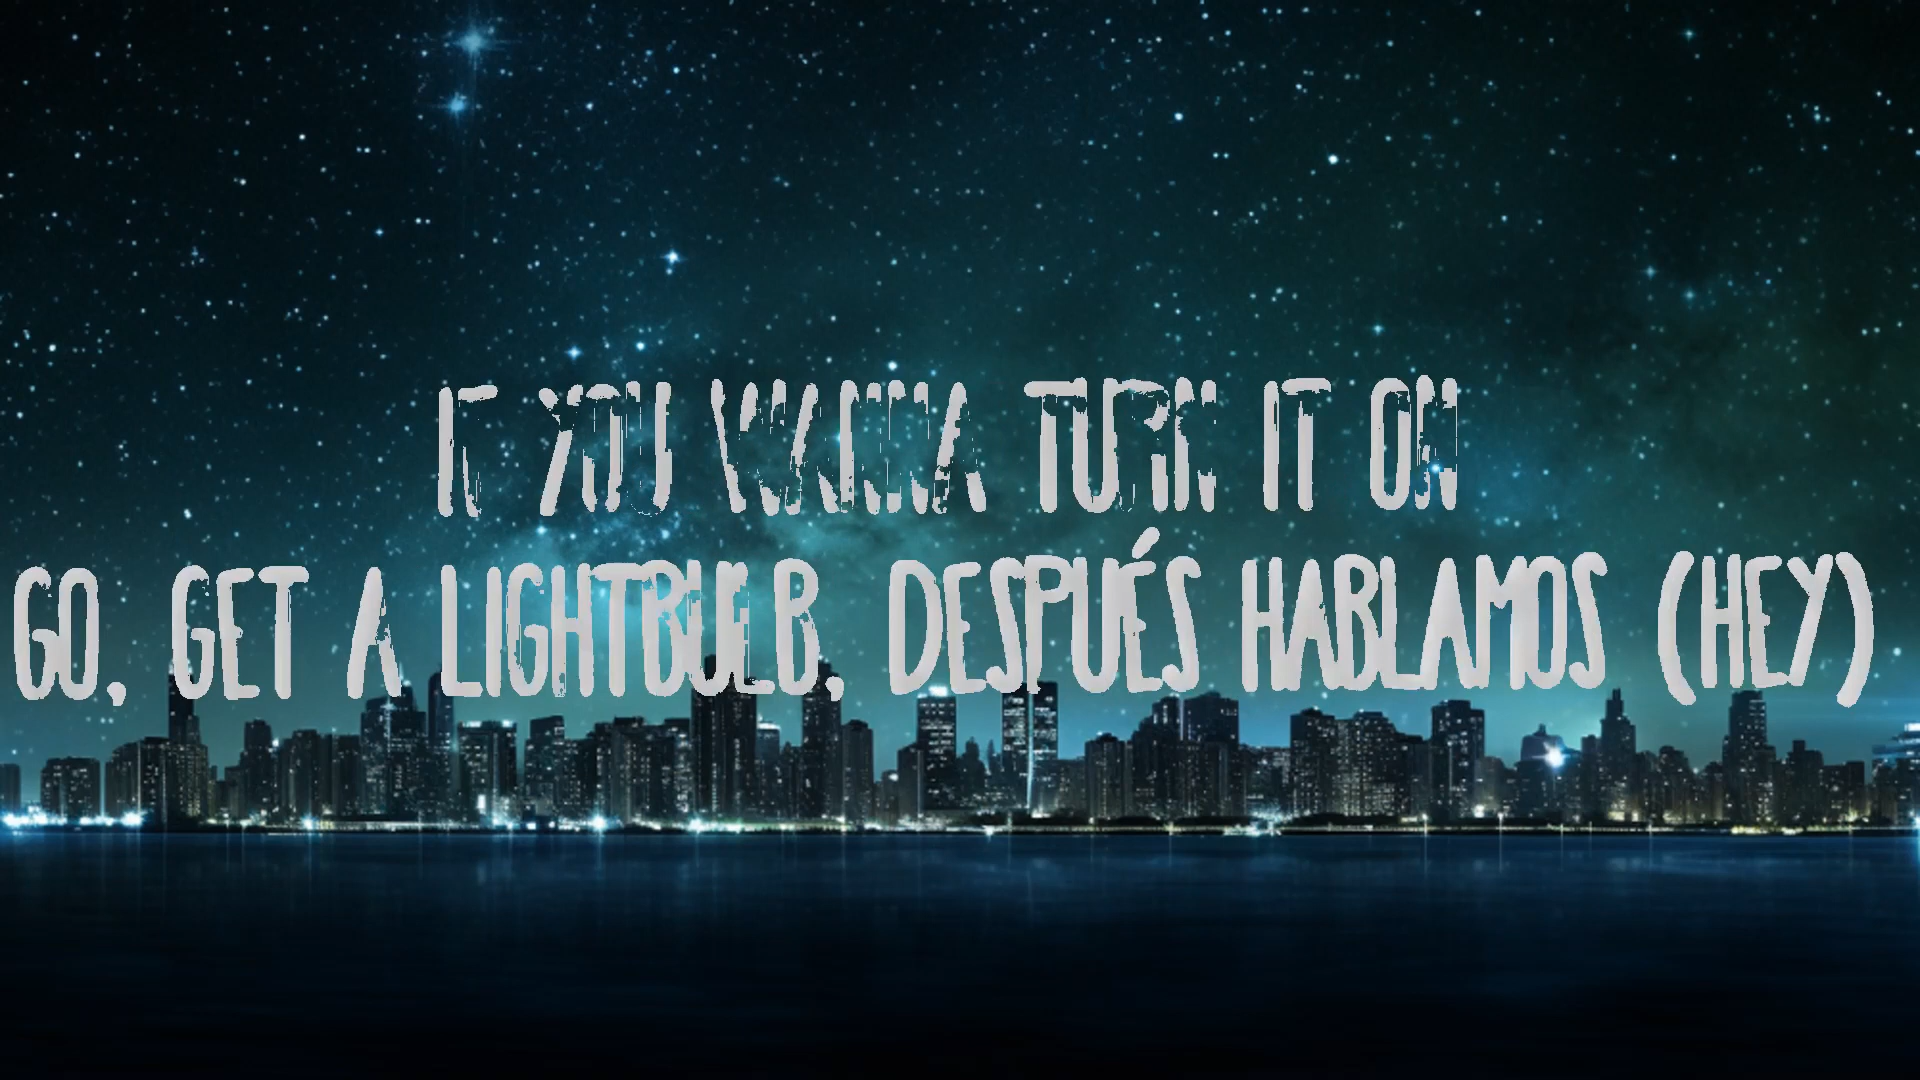 IF YOU WANNA TURN IT ON
GO, GET A LIGHTBULB, DESPUÉS HABLAMOS (HEY)